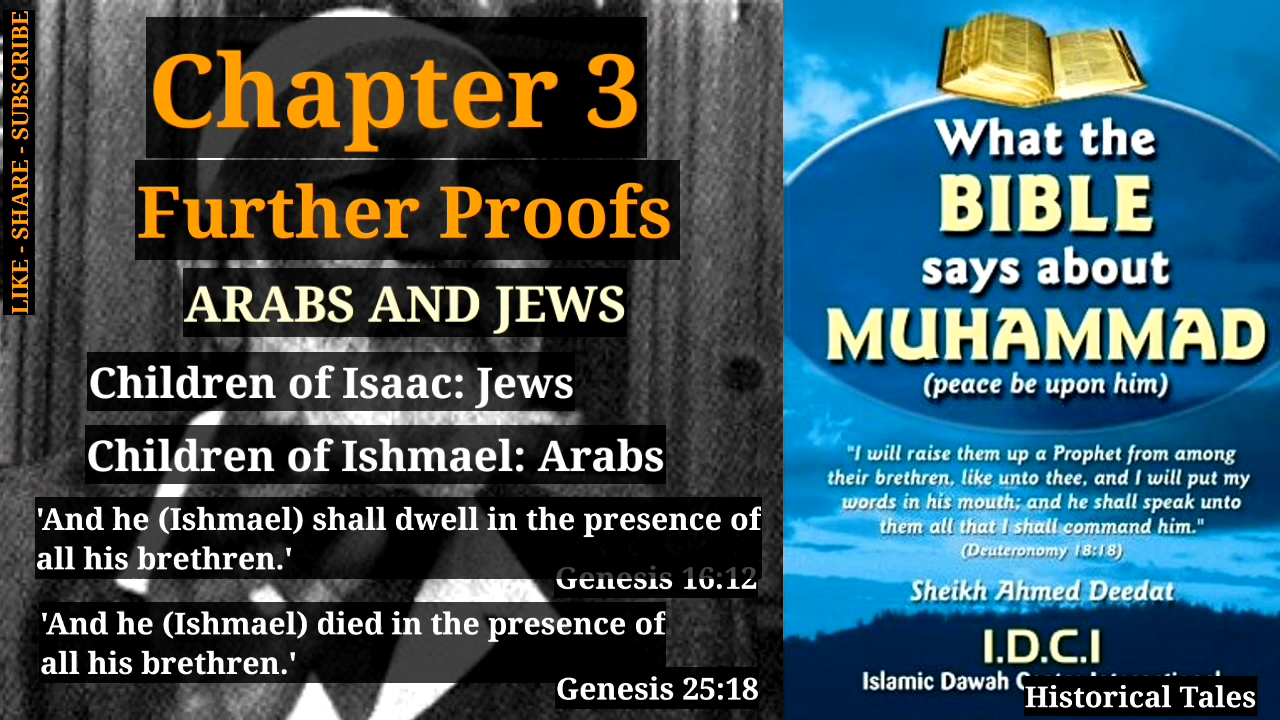 LIKE - SHARE - SUBSCRIBE
Chapter 3
Further Proofs
ARABS AND JEWS
Children of Isaac: Jews
Children of Ishmael: Arabs
'And he (Ishmael) shall dwell in the presence of
all his brethren.'
Genesis 16:12
'And he (Ishmael) died in the presence of
all his brethren.'
Genesis 25:18
What the
BIBLE
says about
MUHAMMAD
(peace be upon him)
"I will raise them up a Prophet from among
their brethren, like unto thee, and I will put my
words in his mouth; and he shall speak unto
them all that I shall command him."
(Deuteronomy 18:18)
Sheikh Ahmed Deedat
I.D.C.I
Islamic Dawah
Historical Tales